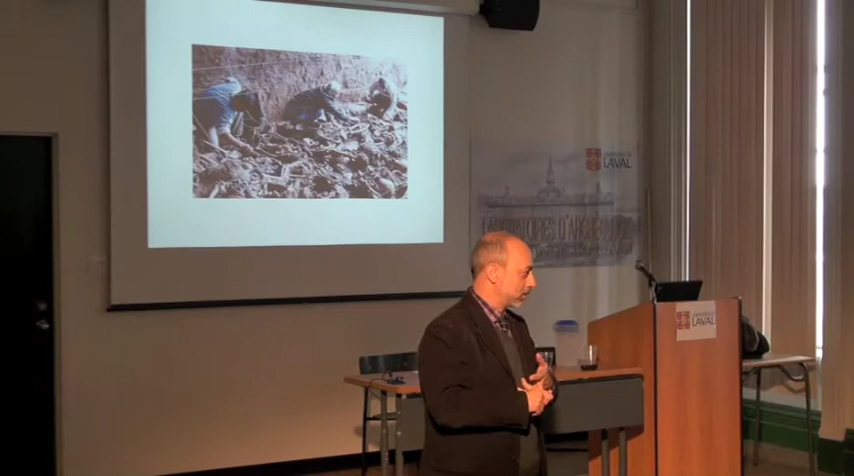 UNIVERSITÉ
LAVAL
LABORATOIRES D'ARCHÉOLOGIE
UNIVERSITÉ
LAVAL